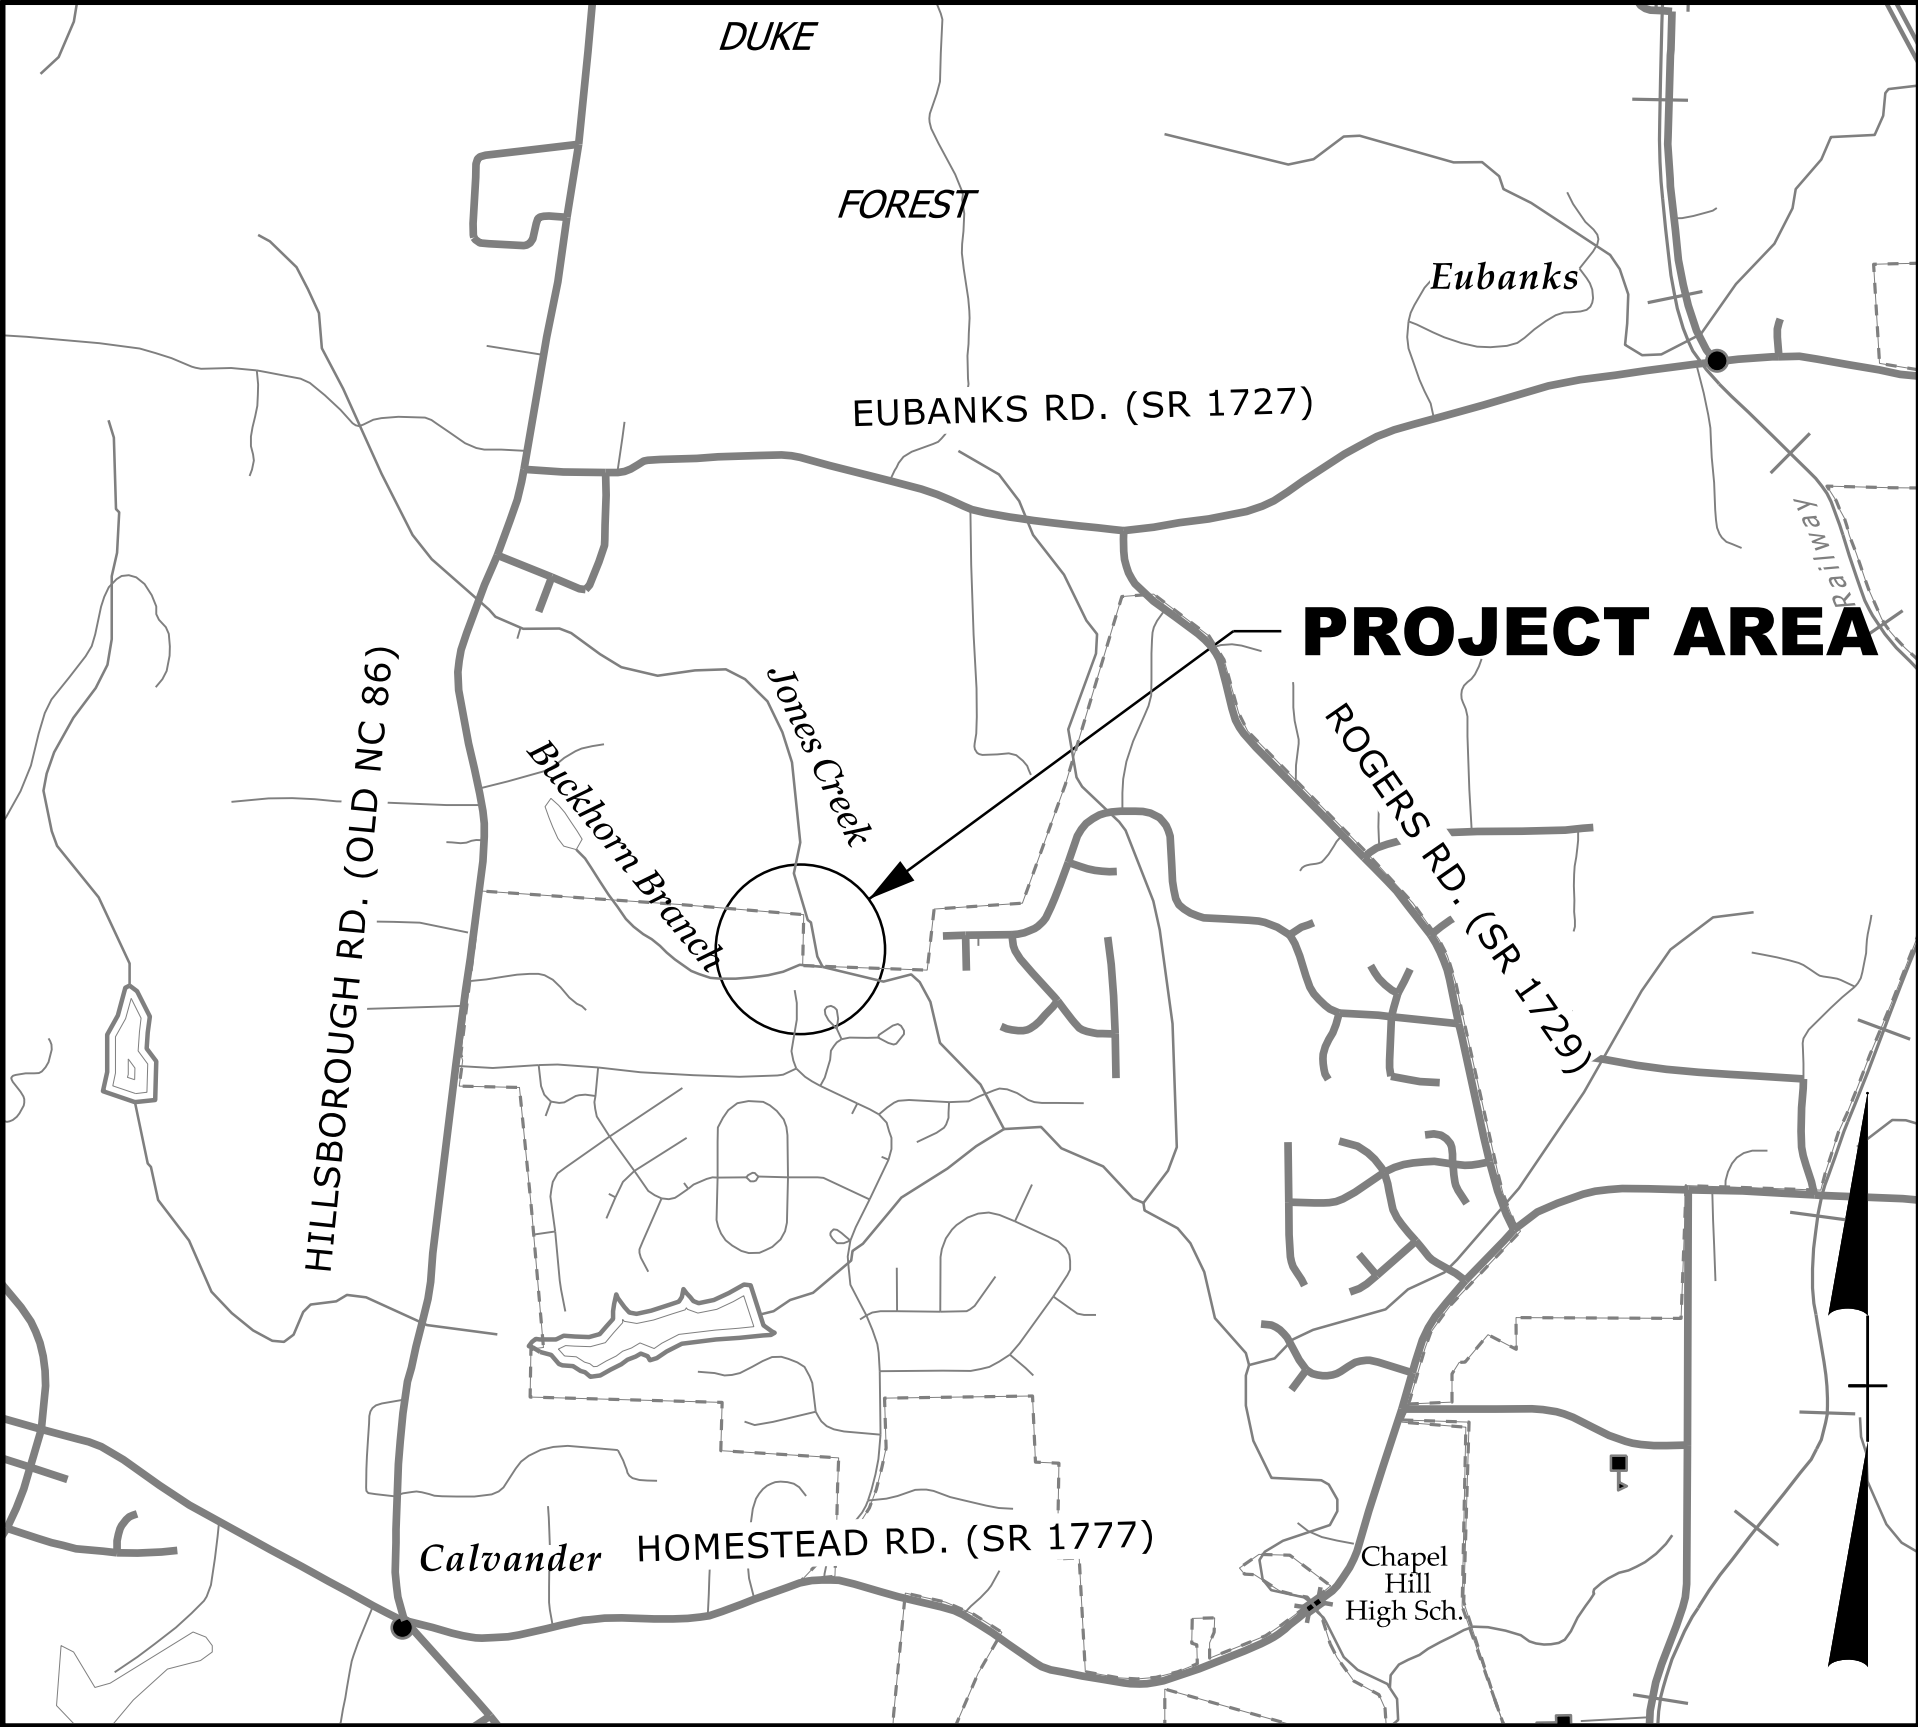 DUKE
FOREST
Eubanks
EUBANKS RD. (SR 1727)
Railway
PROJECT AREA
HILLSBOROUGH RD. (OLD NC 86)
Jones Creek
Buckhorn Branch
ROGERS RD. (SR 1729)
Calvander
HOMESTEAD RD. (SR 1777)
Chapel
Hill
High Sch.